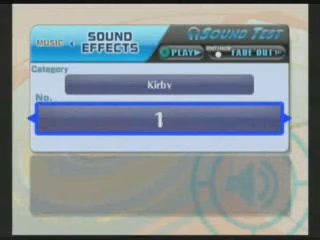 SOUND TEST
MUSIC SOUND EFFECTS
PLAY FADE OUT
Category
Kirby
No.
1